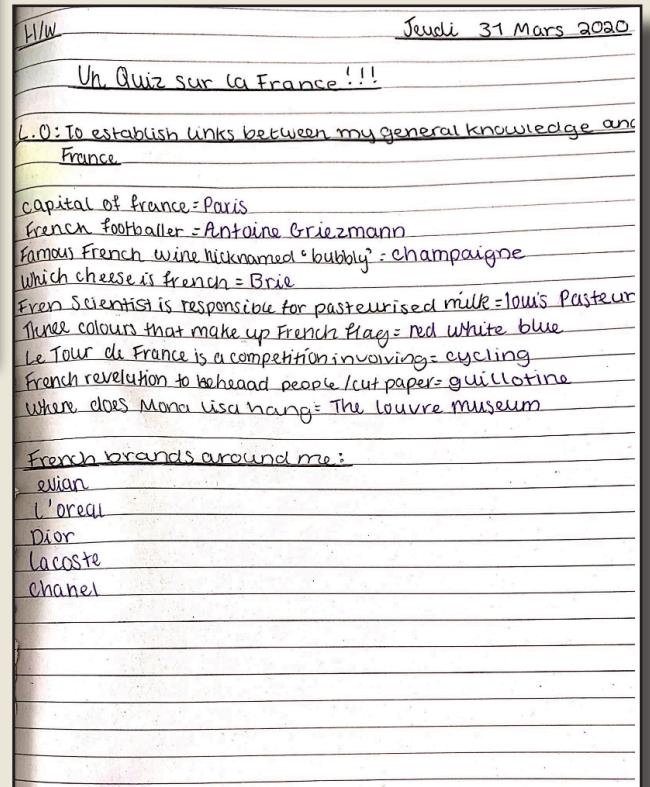 H/W
Jeudi 31 Mars 2020
Un Quiz sur la France!!!
L.O: To establish links between my general knowledge and
France
capital of france = Paris
French footballer = Antoine Griezmann
Famous French wine nicknamed "bubbly" = champaigne
Which cheese is french = Brie
Fren Scientist is responsible for pasteurised milk = louis Pasteur
Three colours that make up French flag = red white blue
Le Tour de France is a competition involving = cycling
French revelution to beheaad people / cut paper = guillotine
Where does Mona Lisa hang = The louvre museum
French brands around me:
evian
L'oreal
Dior
Lacoste
Chanel